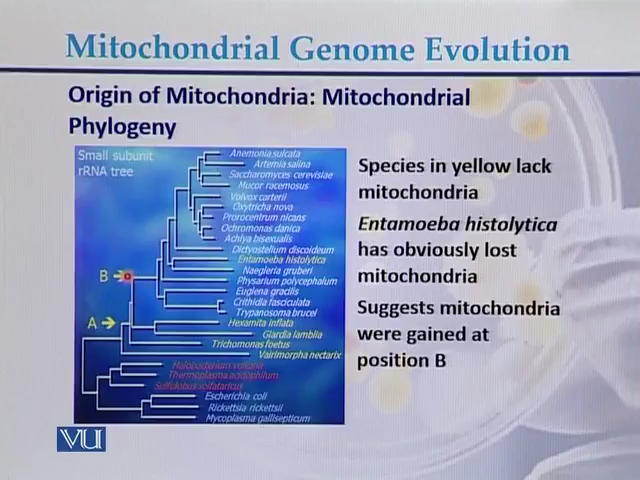 Mitochondrial Genome Evolution
Origin of Mitochondria: Mitochondrial
Phylogeny
Small subunit
rRNA tree
Anemonia sulcata
Artemia salina
Saccharomyces cerevisiae
Mucor racemosus
Volvox carterii
Oxytricha nova
Prorocentrum nicans
Ochromonas danica
Achlya bisexualis
Dictyostellum discoideum
Entamoeba histolytica
Naegleria gruberi
Physarium polycephalum
Euglena gracilis
Crithidia fasciculata
Trypanosoma brucei
Hexamita inflata
Giardia lamblia
Trichomonas foetus
Vairimorpha nectarix
Halobacterium volcanii
Thermoplasma acidophilum
Sulfolobus solfataricus
Escherichia coli
Rickettsia rickettsii
Mycoplasma gallisepticum
B
A
Species in yellow lack
mitochondria
Entamoeba histolytica
has obviously lost
mitochondria
Suggests mitochondria
were gained at
position B
VU